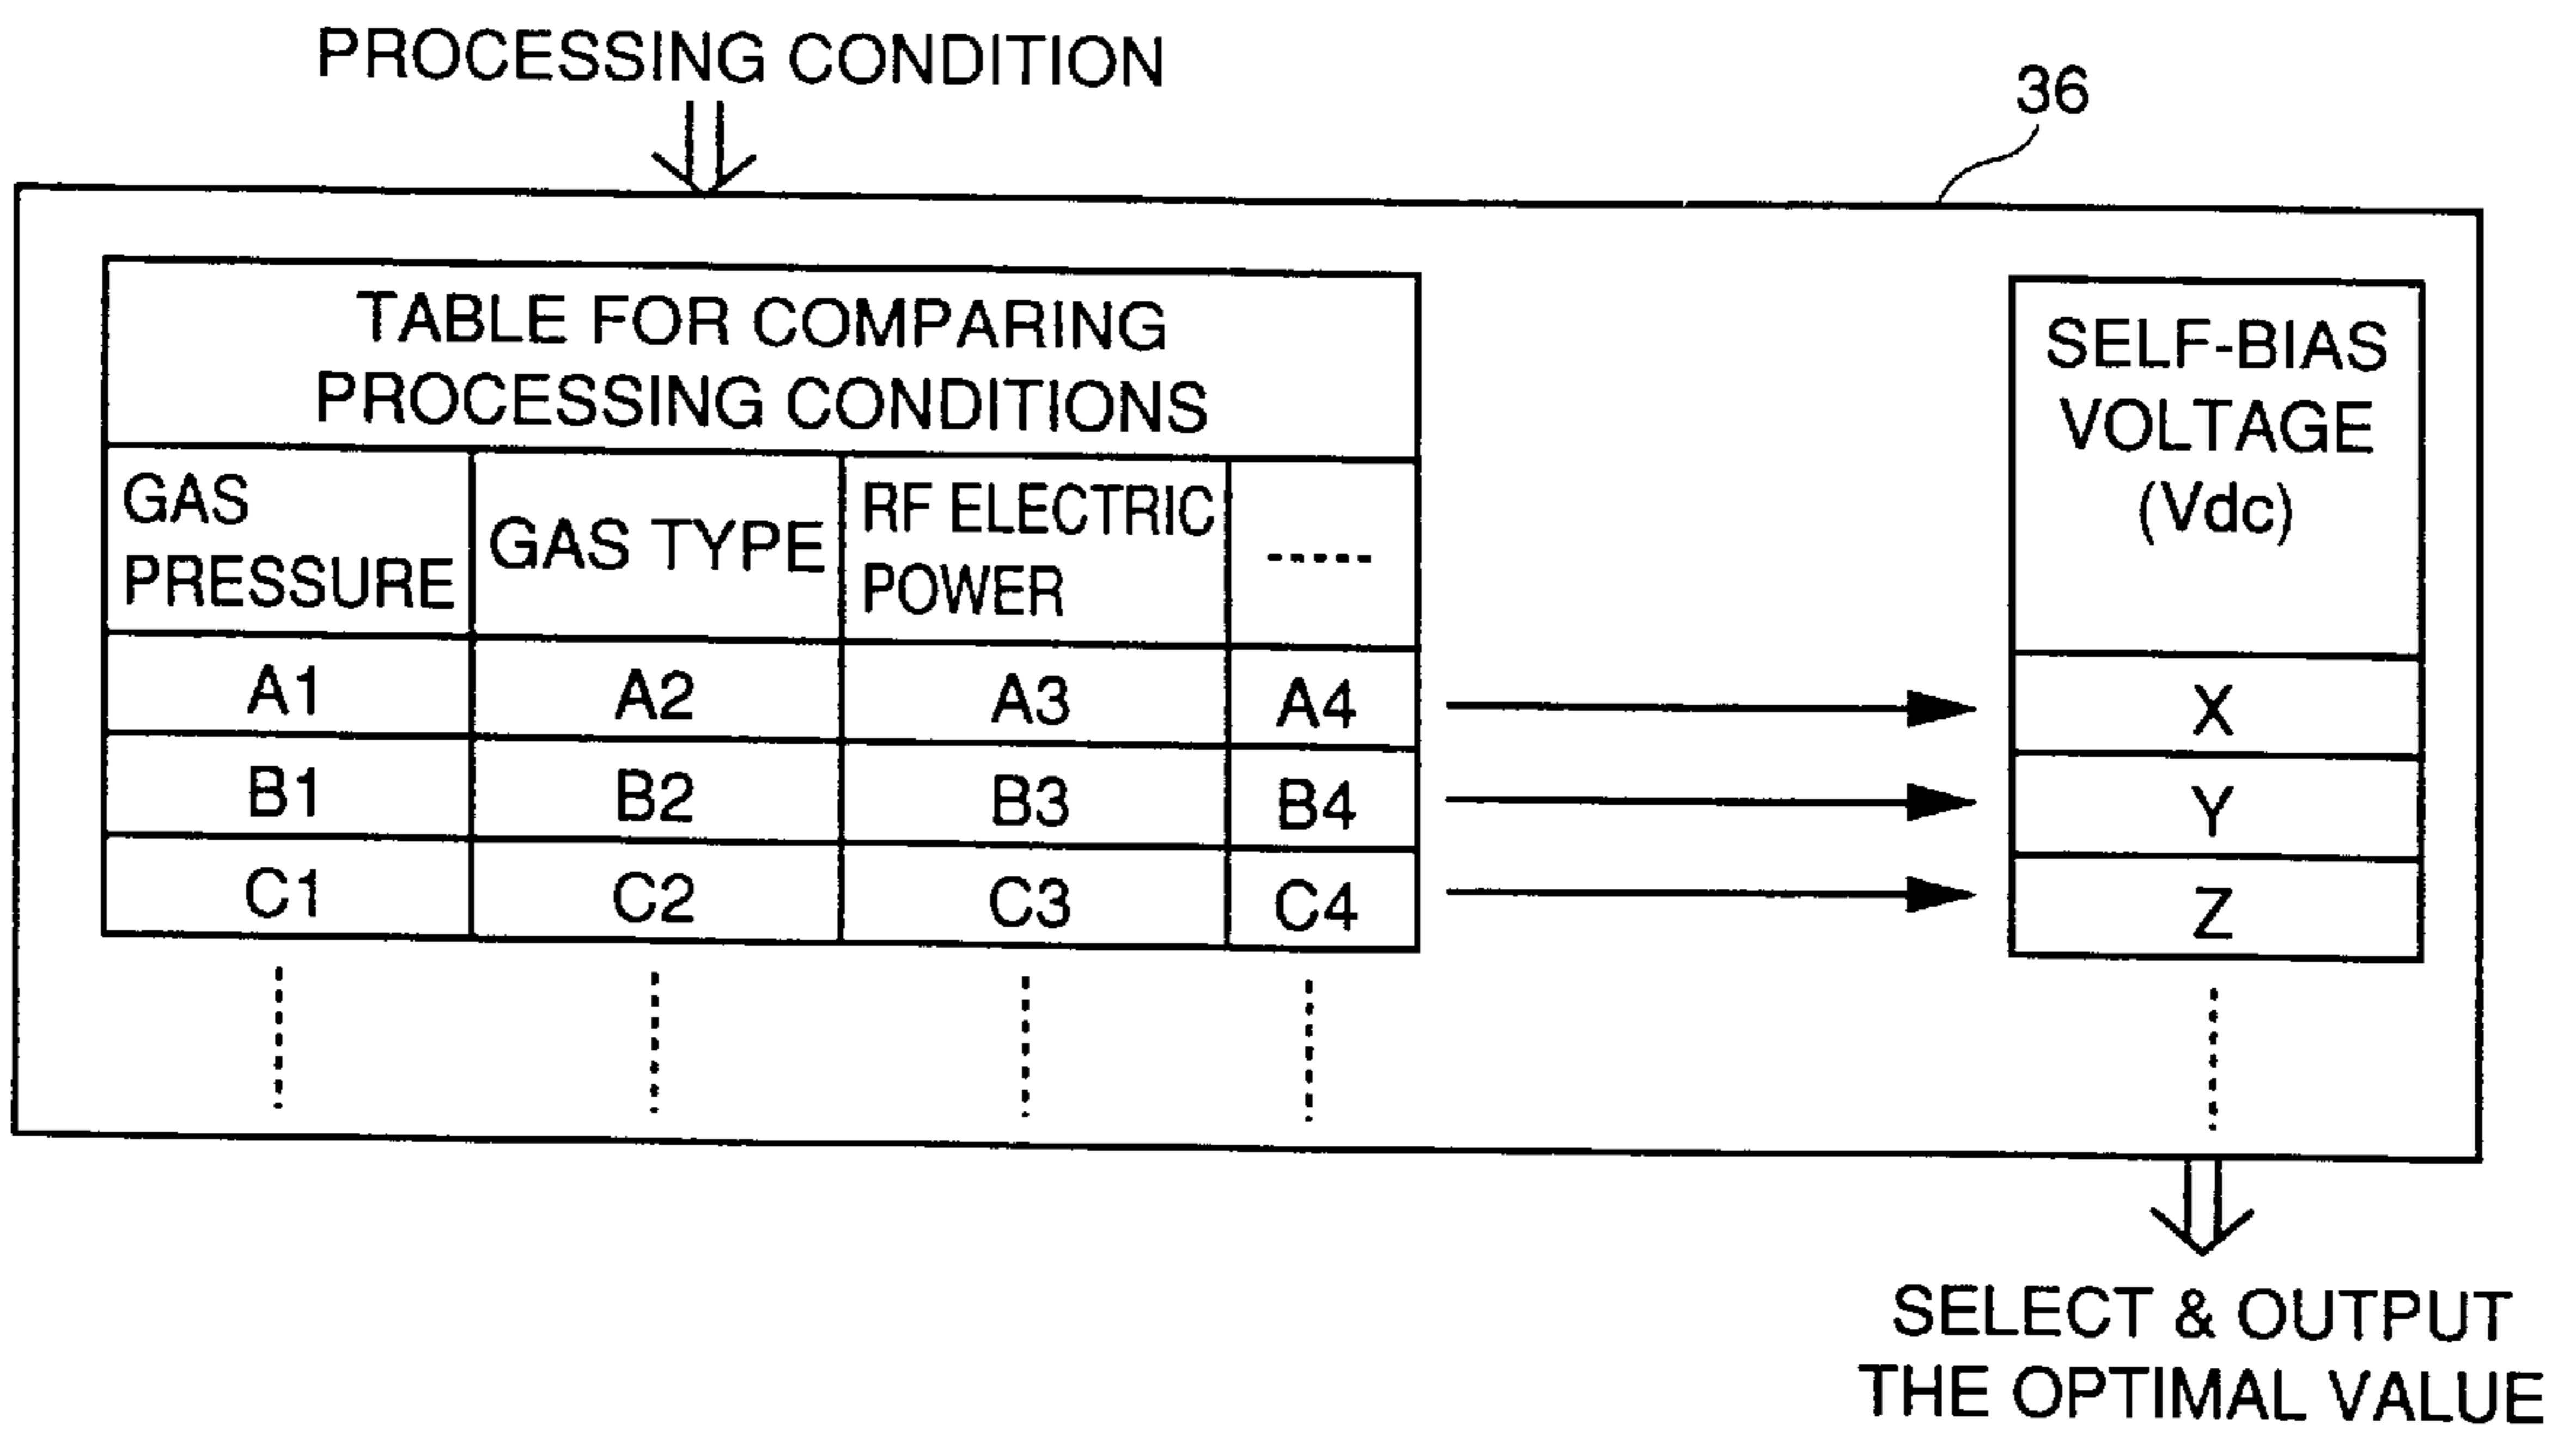 PROCESSING CONDITION
36
TABLE FOR COMPARING
PROCESSING CONDITIONS
GAS
PRESSURE
GAS TYPE
RF ELECTRIC
POWER
-----
SELF-BIAS
VOLTAGE
(Vdc)
A1 A2 A3 A4 X
B1 B2 B3 B4 Y
C1 C2 C3 C4 Z
SELECT & OUTPUT
THE OPTIMAL VALUE